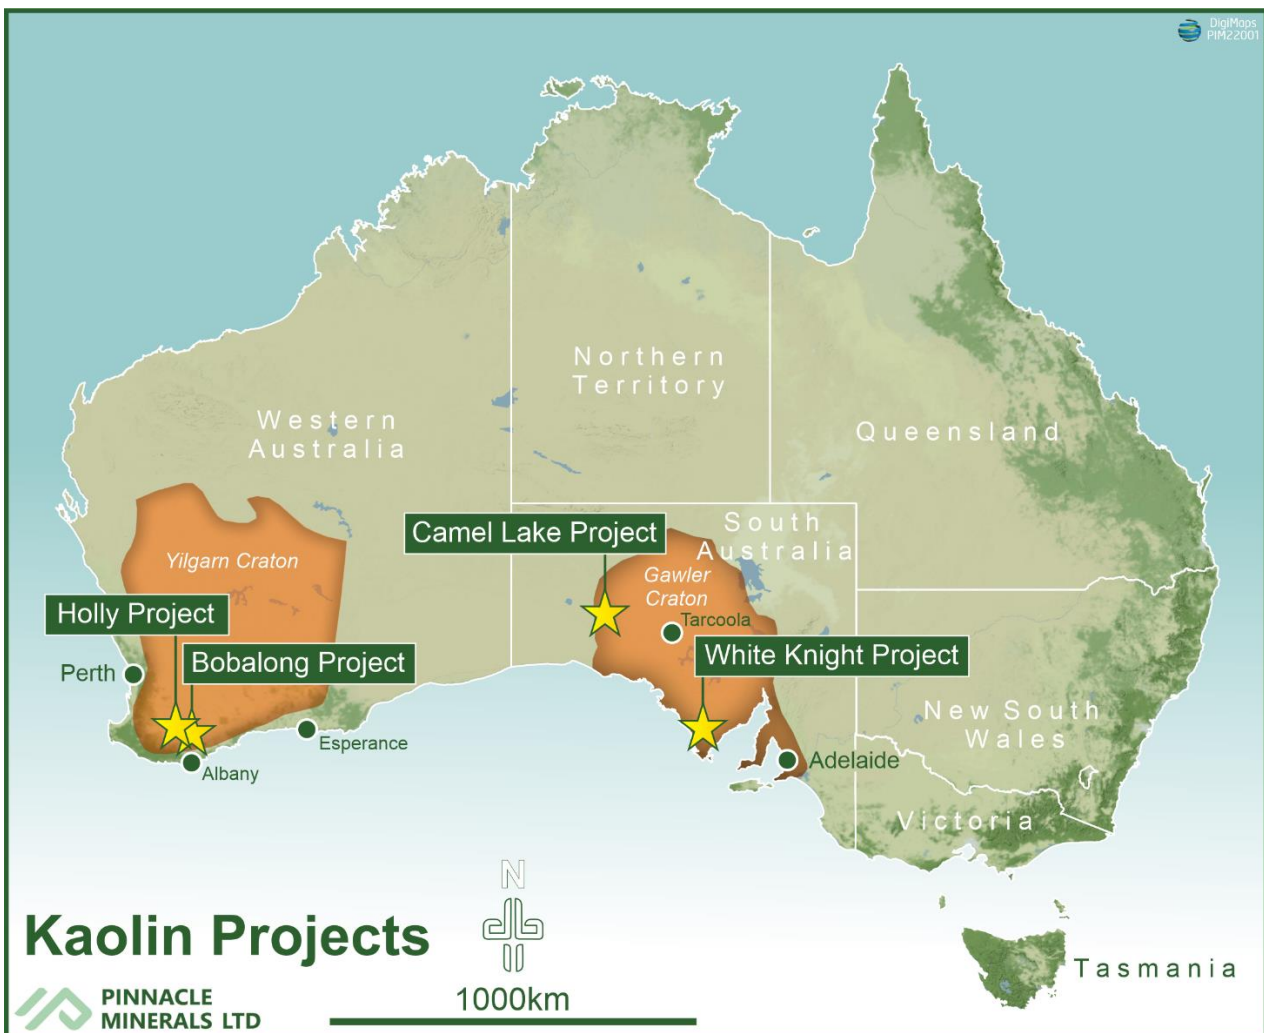 DigiMaps
PIM22001
Northern
Territory
Western
Australia
Queensland
Camel Lake Project
South
Australia
Yilgarn Craton
Gawler
Craton
Holly Project
Tarcoola
Bobalong Project
White Knight Project
Perth
New South
Wales
Esperance
Albany
Adelaide
Victoria
N
Kaolin Projects
Tasmania
1000km
PINNACLE
MINERALS LTD